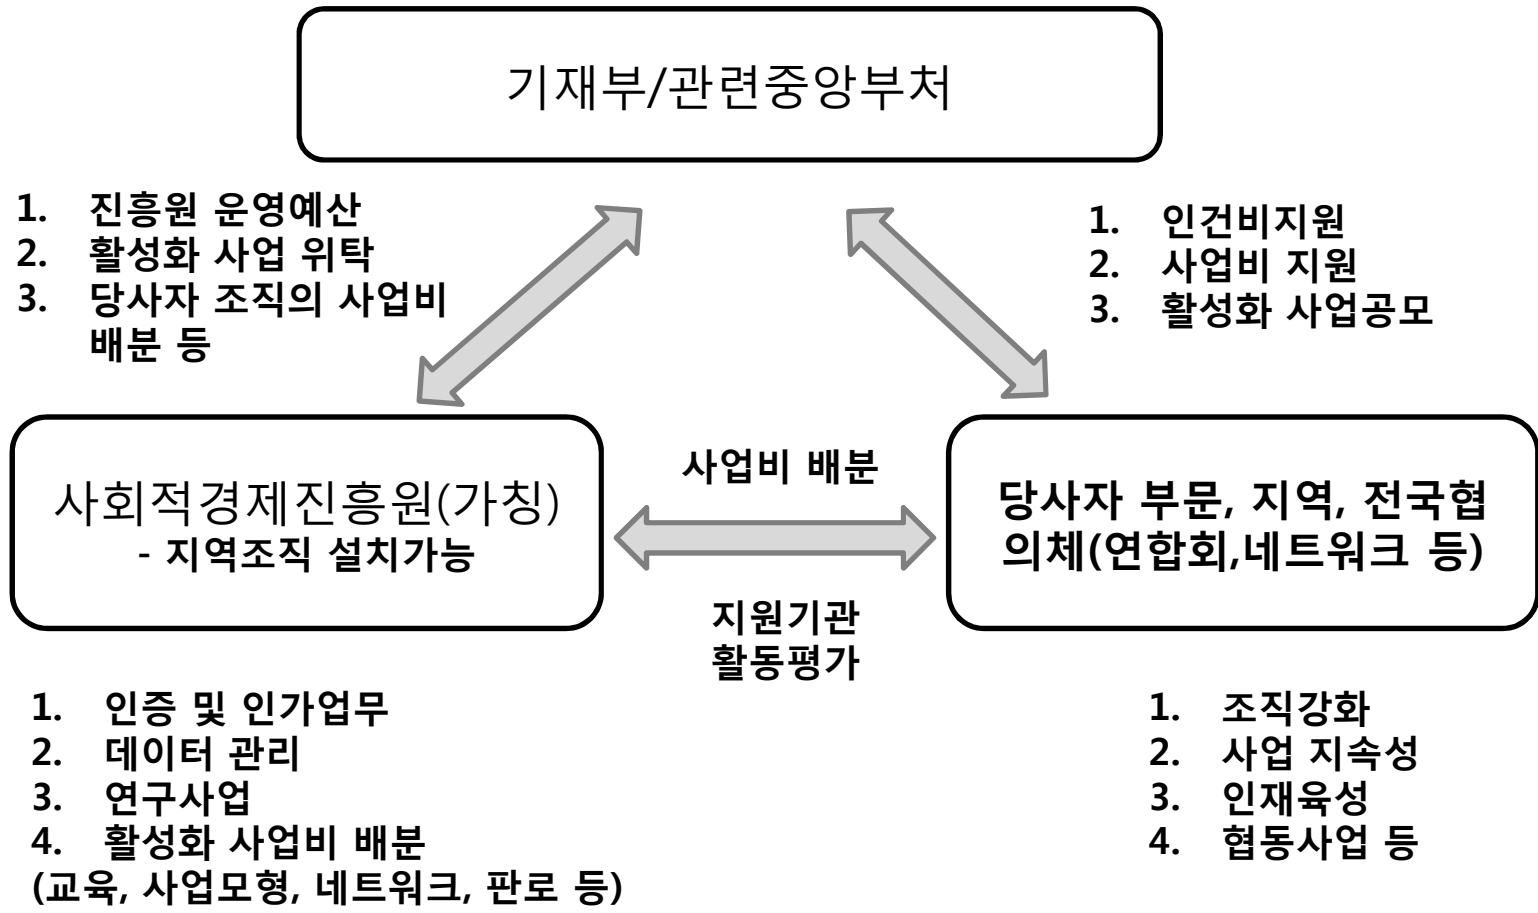 기재부/관련중앙부처
1. 진흥원 운영예산
2. 활성화 사업 위탁
3. 당사자 조직의 사업비
배분 등
1. 인건비지원
2. 사업비 지원
3. 활성화 사업공모
사회적경제진흥원(가칭)
- 지역조직 설치가능
사업비 배분
지원기관
활동평가
당사자 부문, 지역, 전국협
의체(연합회,네트워크 등)
1. 인증 및 인가업무
2. 데이터 관리
3. 연구사업
4. 활성화 사업비 배분
(교육, 사업모형, 네트워크, 판로 등)
1. 조직강화
2. 사업 지속성
3. 인재육성
4. 협동사업 등